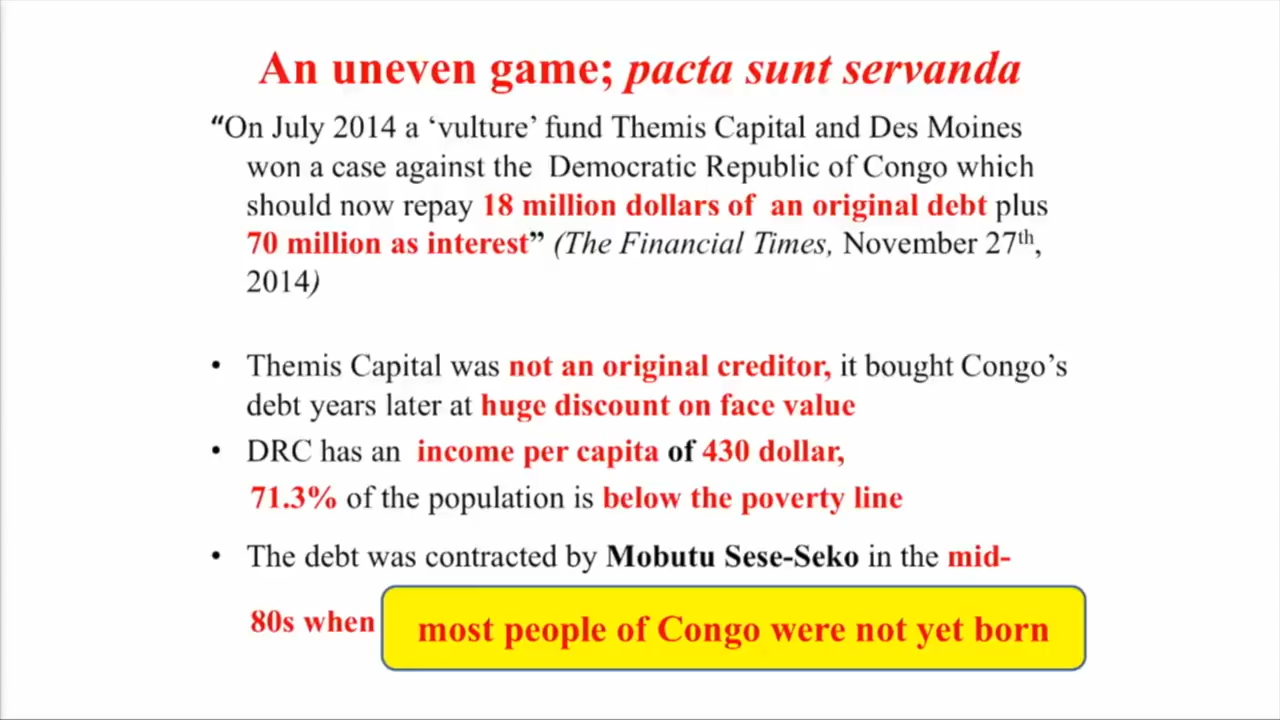 An uneven game; pacta sunt servanda
“On July 2014 a ‘vulture’ fund Themis Capital and Des Moines
won a case against the Democratic Republic of Congo which
should now repay 18 million dollars of an original debt plus
70 million as interest” (The Financial Times, November 27th,
2014)
• Themis Capital was not an original creditor, it bought Congo’s
debt years later at huge discount on face value
• DRC has an income per capita of 430 dollar,
71.3% of the population is below the poverty line
• The debt was contracted by Mobutu Sese-Seko in the mid-
80s when most people of Congo were not yet born